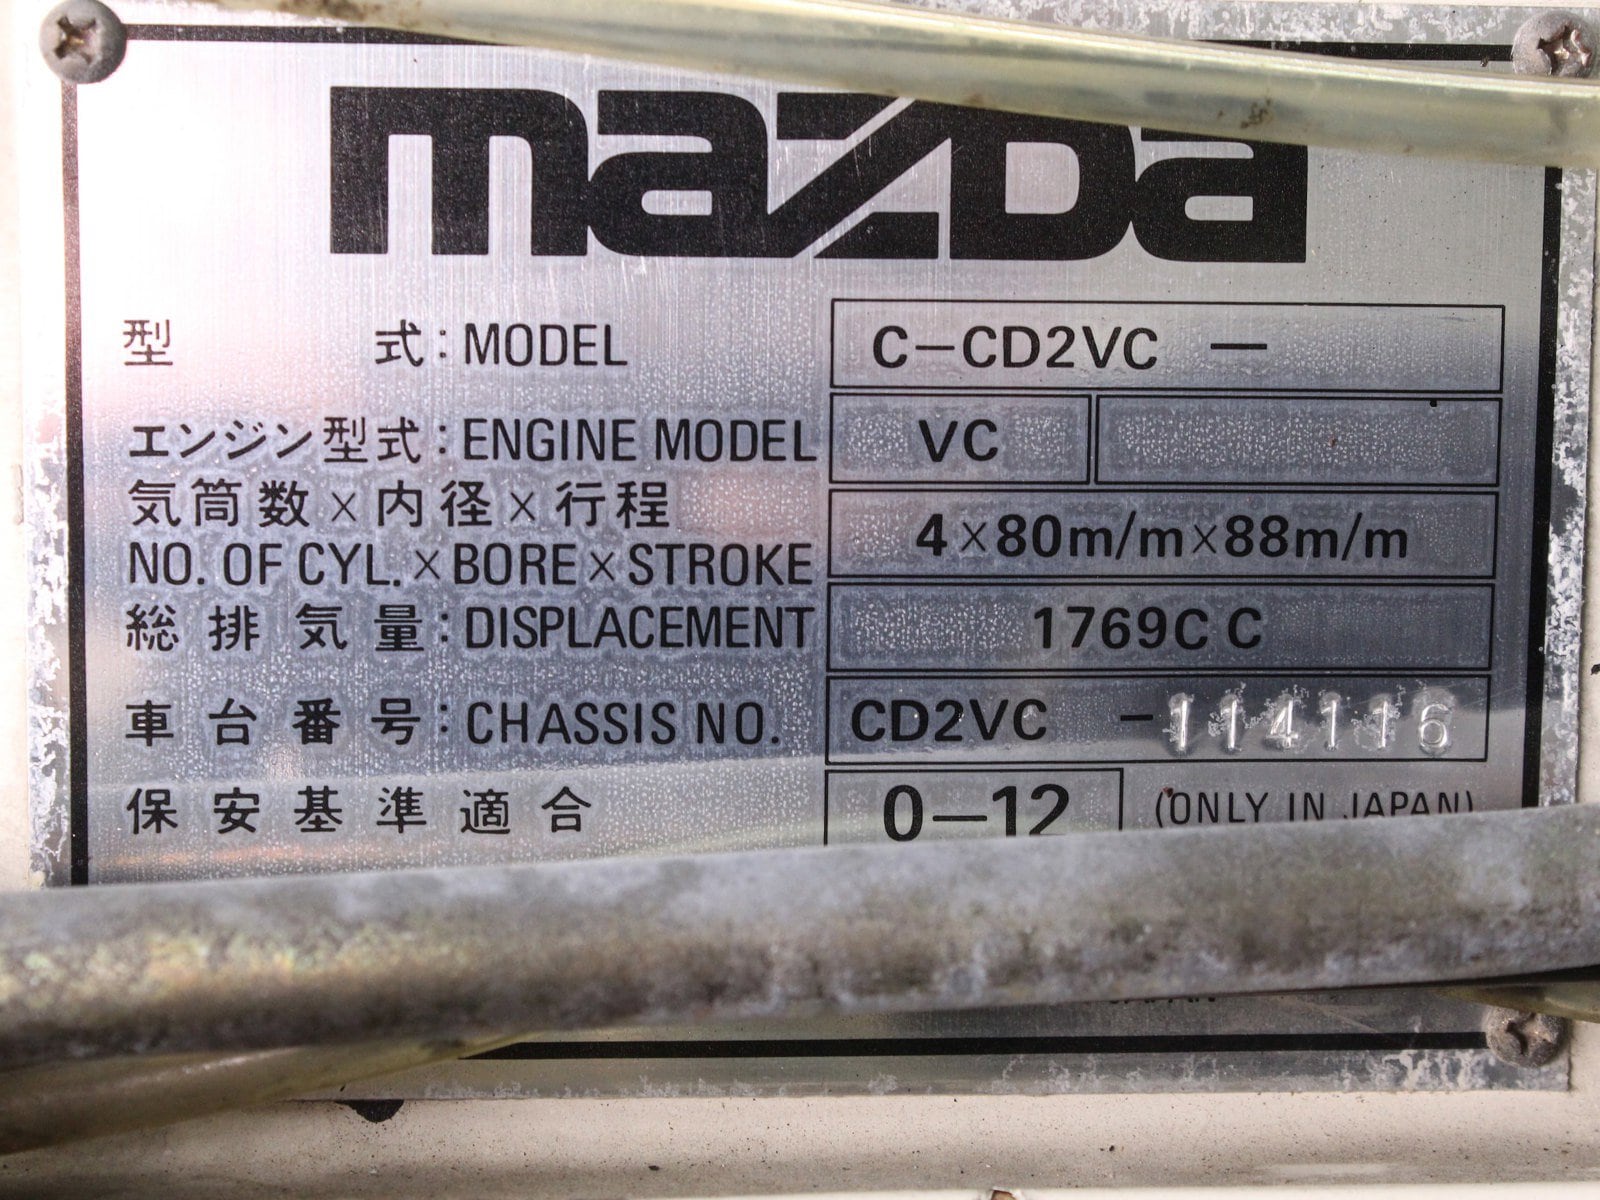 mazda
型式: MODEL C-CD2VC -
エンジン型式: ENGINE MODEL VC
気筒数×内径×行程
NO. OF CYL.×BORE×STROKE 4×80m/m×88m/m
総排気量: DISPLACEMENT 1769CC
車台番号: CHASSIS NO. CD2VC -114116
保安基準適合 0-12 (ONLY IN JAPAN)